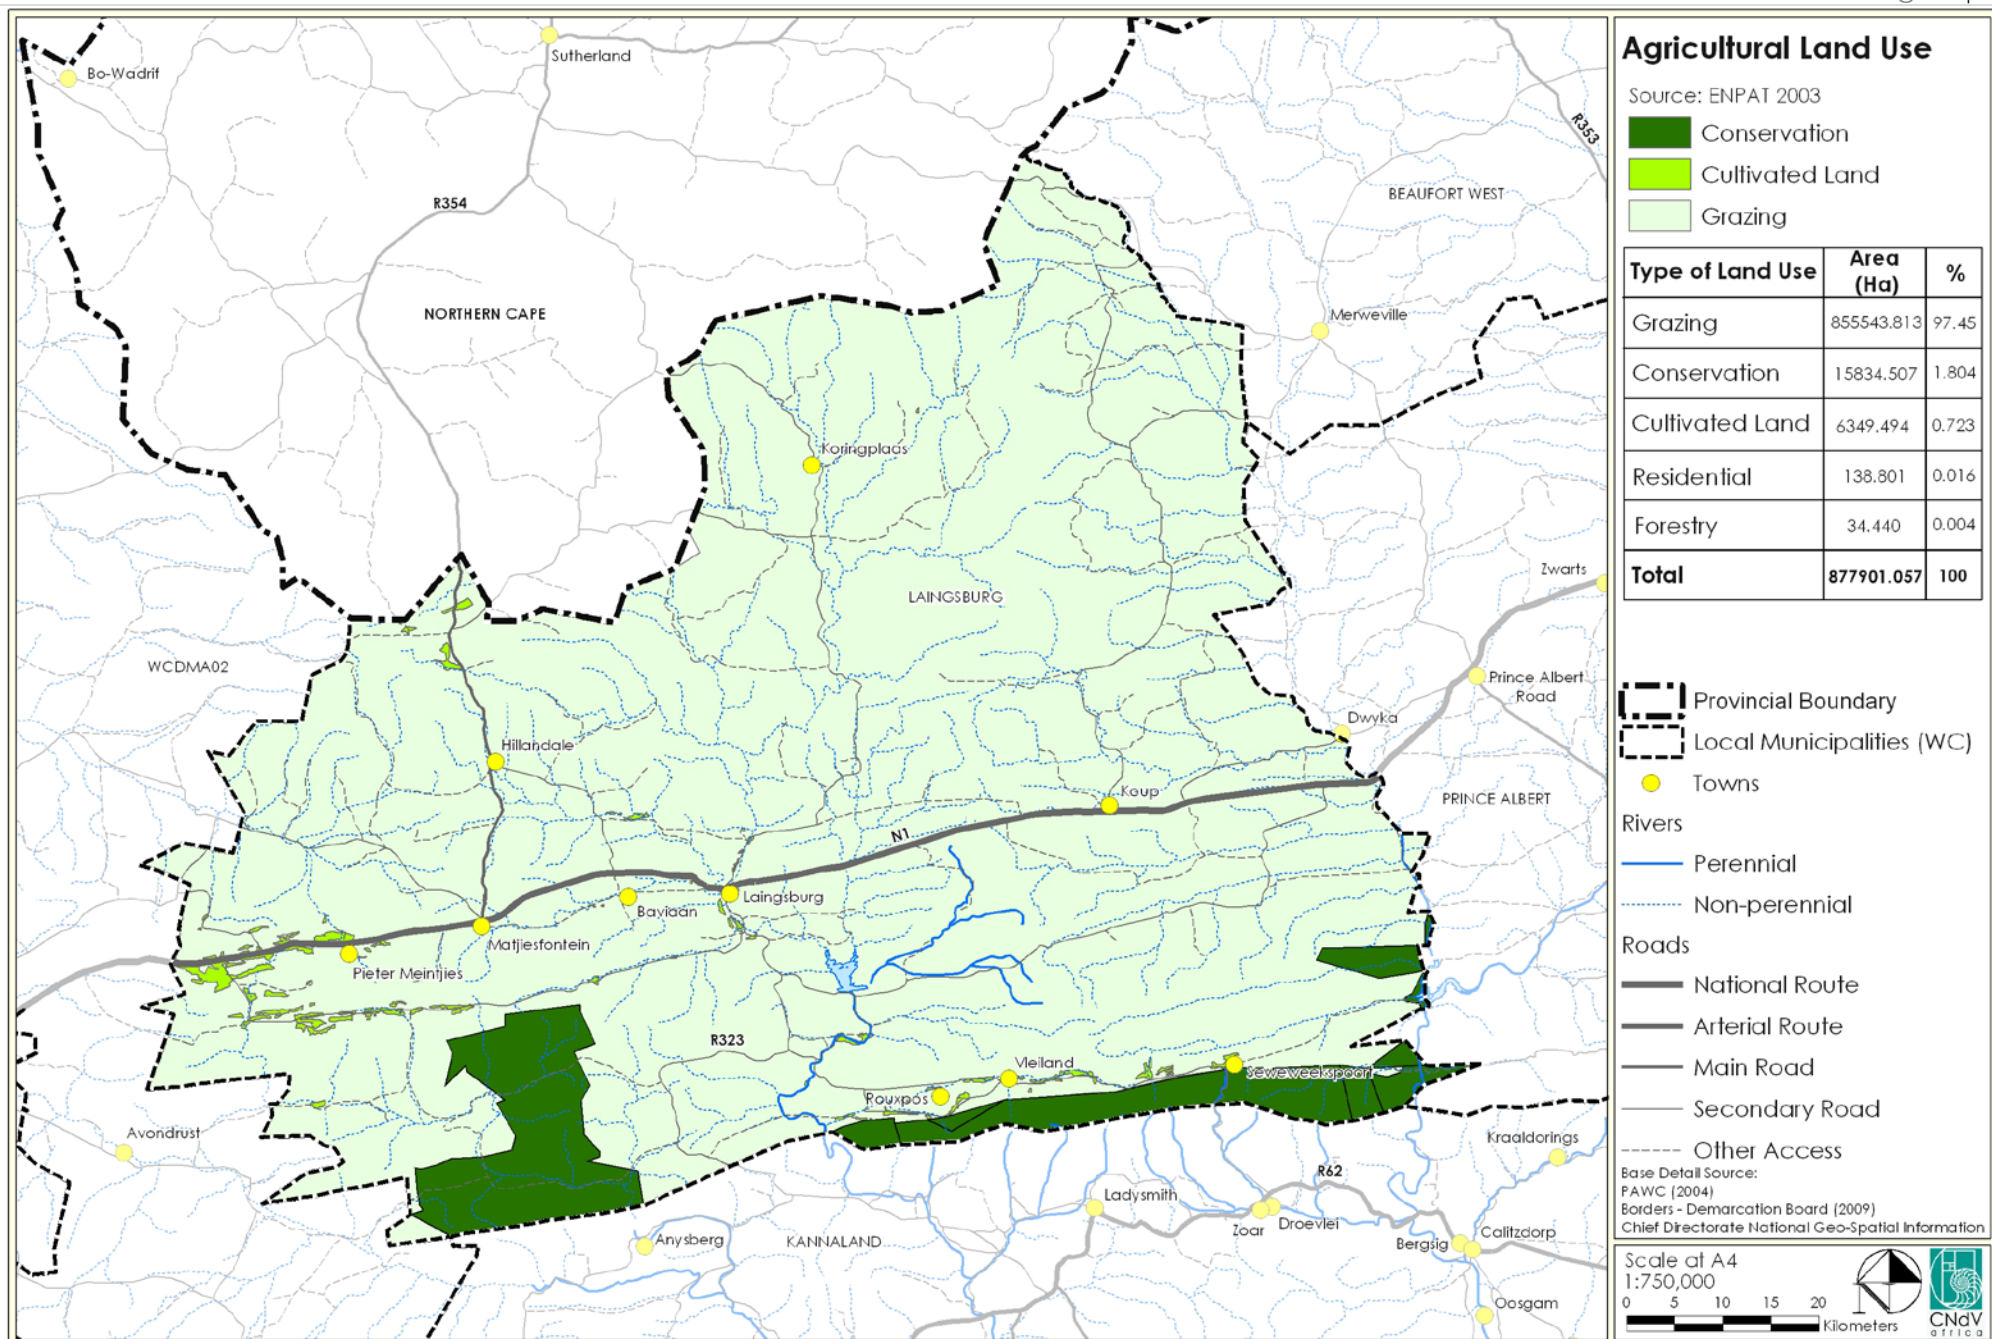 Agricultural Land Use
Source: ENPAT 2003
Conservation
Cultivated Land
Grazing
Type of Land Use Area (Ha) %
Grazing 855543.813 97.45
Conservation 15834.507 1.804
Cultivated Land 6349.494 0.723
Residential 138.801 0.016
Forestry 34.440 0.004
Total 877901.057 100
Provincial Boundary
Local Municipalities (WC)
Towns
Rivers
Perennial
Non-perennial
Roads
National Route
Arterial Route
Main Road
Secondary Road
Other Access
Base Detail Source:
PAWC (2004)
Borders - Demarcation Board (2009)
Chief Directorate National Geo-Spatial Information
Scale at A4
1:750,000
0 5 10 15 20
Kilometers
CNdV
africa
Bo-Wadrif
Sutherland
R353
BEAUFORT WEST
R354
NORTHERN CAPE
Merweville
Koringplaas
Zwarts
LAINGSBURG
WCDMA02
Prince Albert
Road
Dwyka
Hillandale
Koup
PRINCE ALBERT
N1
Laingsburg
Baviaan
Matjiesfontein
Pieter Meintjies
R323
Vleiland
Seweweekspoort
Rouxpos
Avondrust
Kraaldorings
R62
Ladysmith
Droevlei
Zoar
Calitzdorp
Bergsig
Anysberg
KANNALAND
Oosgam